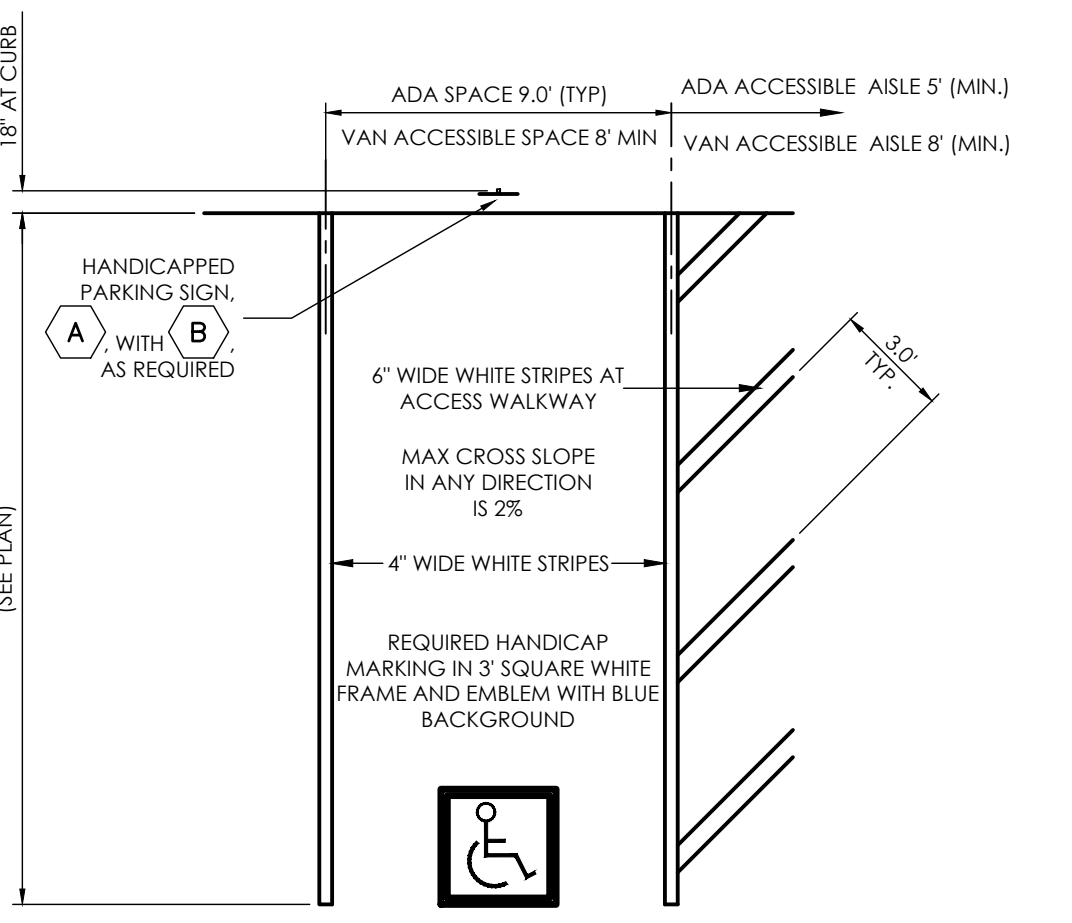 18" AT CURB
ADA SPACE 9.0' (TYP)
VAN ACCESSIBLE SPACE 8' MIN
ADA ACCESSIBLE AISLE 5' (MIN.)
VAN ACCESSIBLE AISLE 8' (MIN.)
HANDICAPPED
PARKING SIGN,
A, WITH B,
AS REQUIRED
6" WIDE WHITE STRIPES AT
ACCESS WALKWAY
3.0'
TYP.
MAX CROSS SLOPE
IN ANY DIRECTION
IS 2%
(SEE PLAN)
4" WIDE WHITE STRIPES
REQUIRED HANDICAP
MARKING IN 3' SQUARE WHITE
FRAME AND EMBLEM WITH BLUE
BACKGROUND